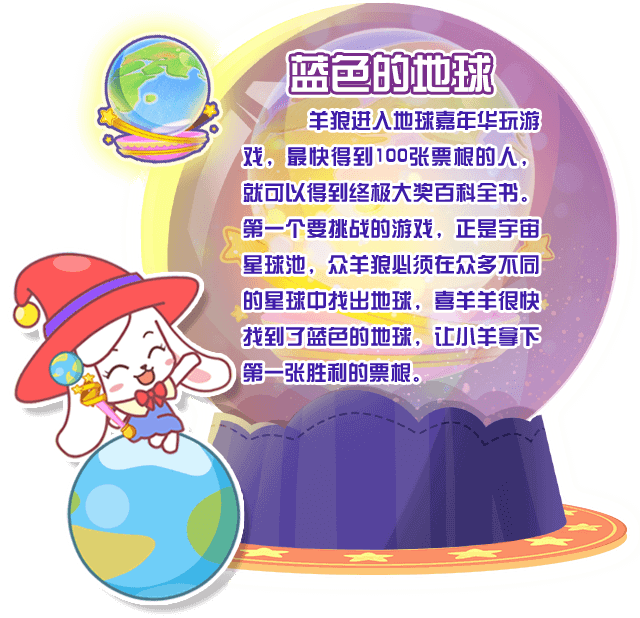 蓝色的地球
羊狼进入地球嘉年华玩游
戏，最快得到100张票根的人，
就可以得到终极大奖百科全书。
第一个要挑战的游戏，正是宇宙
星球池，众羊狼必须在众多不同
的星球中找出地球，喜羊羊很快
找到了蓝色的地球，让小羊拿下
第一张胜利的票根。